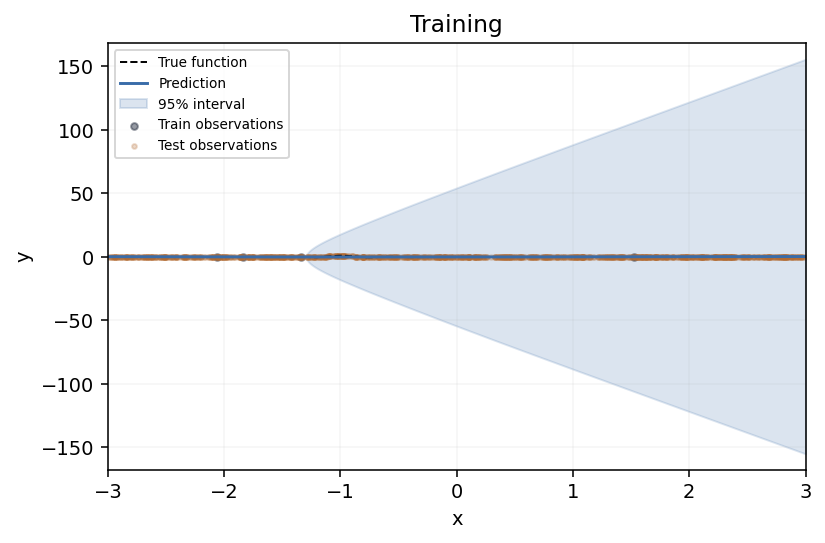 Training
True function
Prediction
95% interval
Train observations
Test observations
150
100
50
0
−50
−100
−150
y
−3
−2
−1
0
1
2
3
x